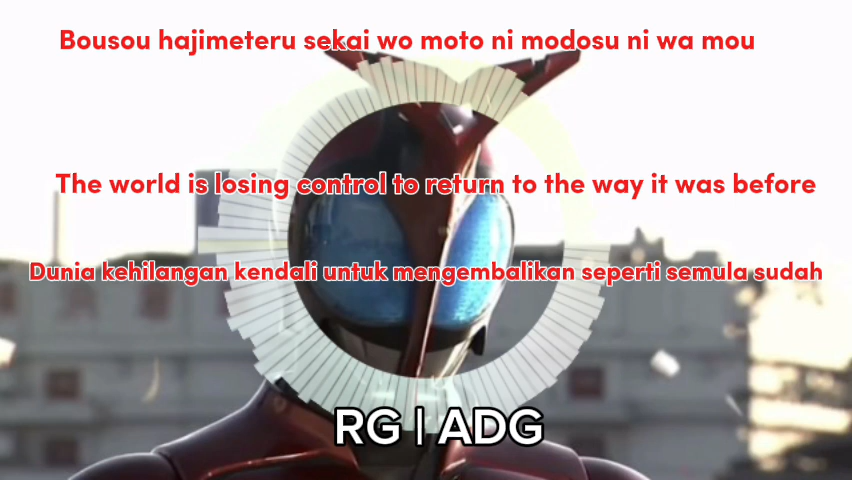 Bousou hajimeteru sekai wo moto ni modosu ni wa mou
The world is losing control to return to the way it was before
Dunia kehilangan kendali untuk mengembalikan seperti semula sudah
RG | ADG